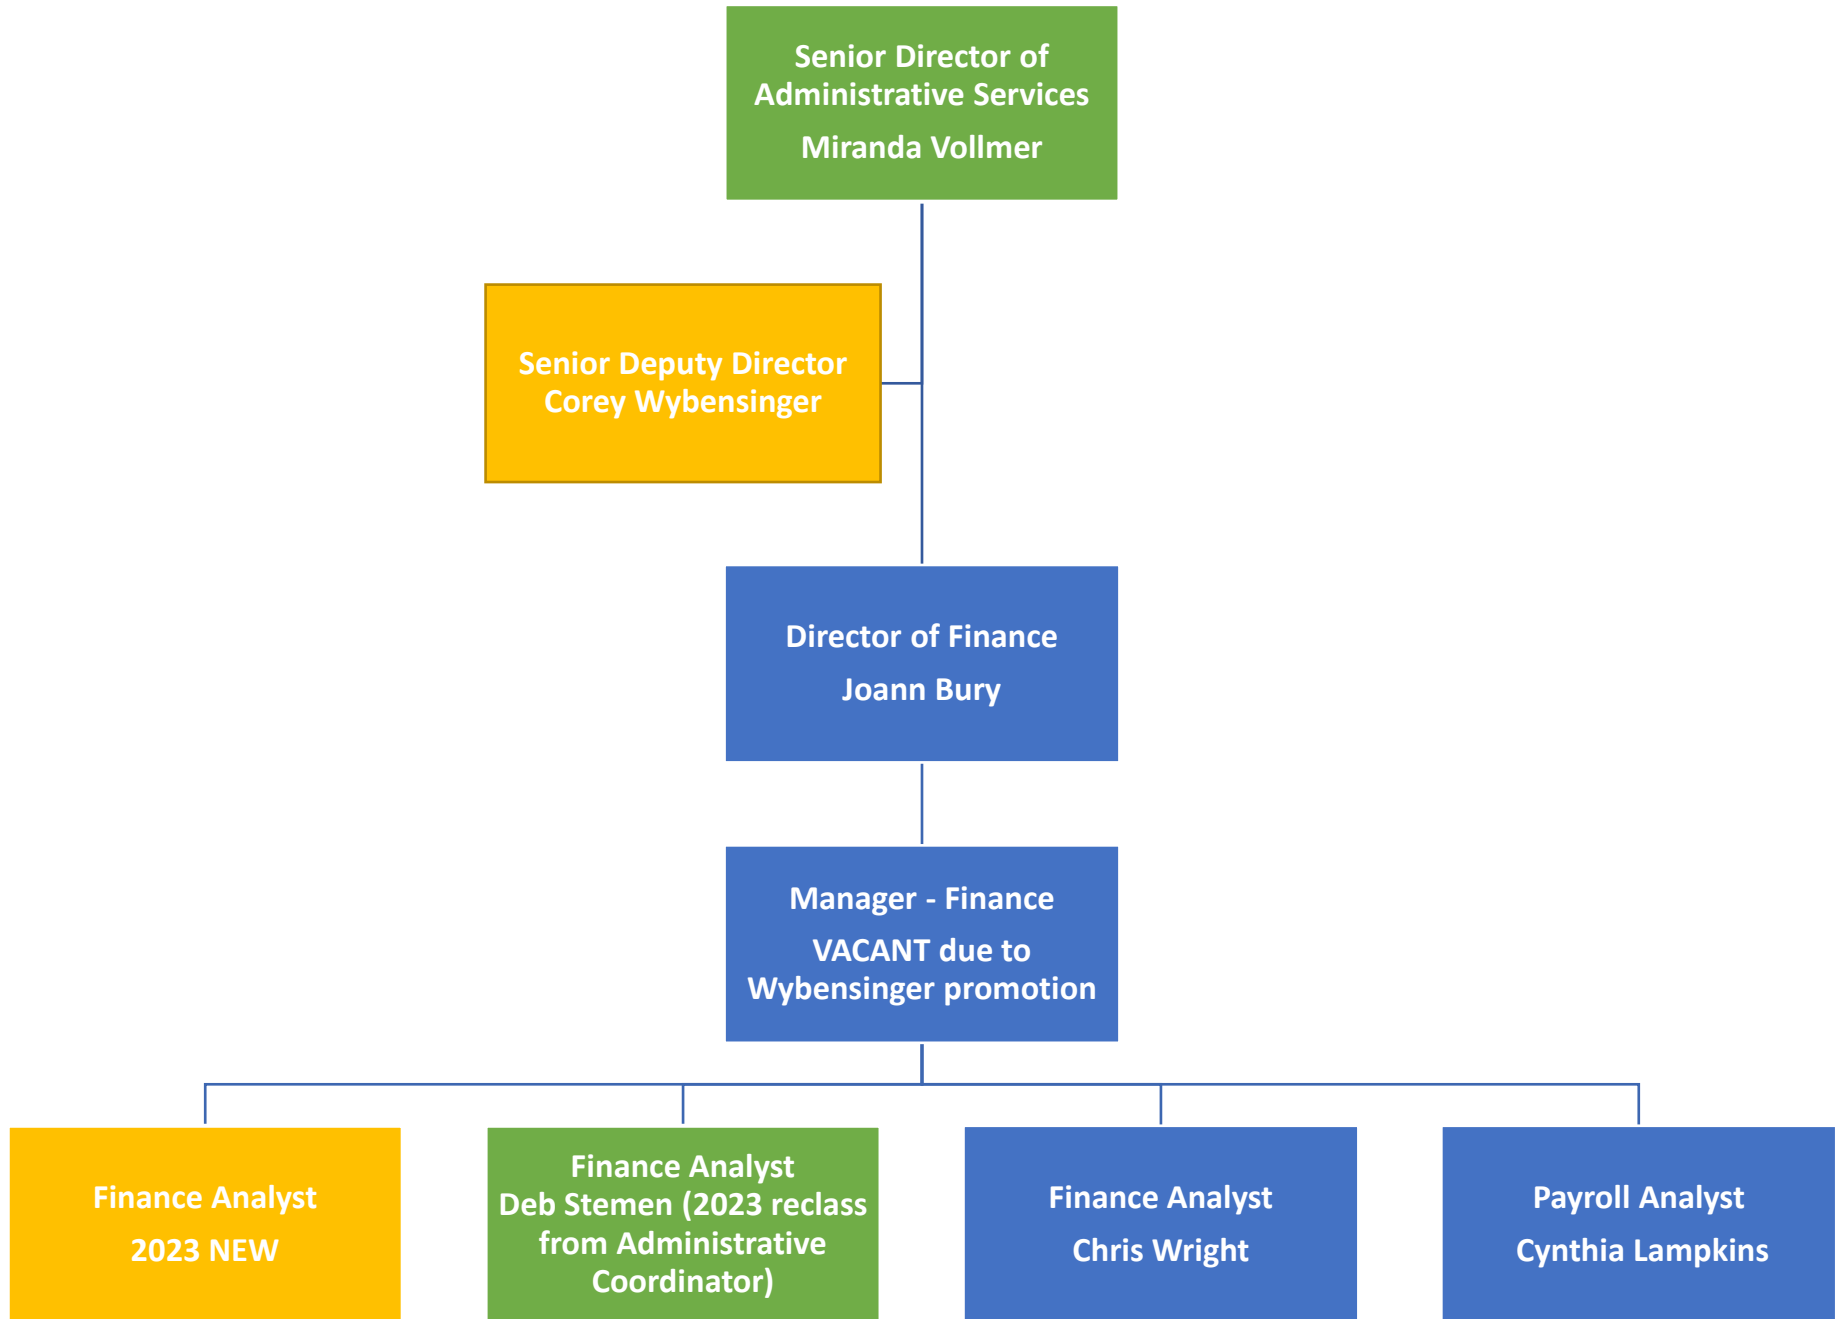 Senior Director of
Administrative Services
Miranda Vollmer
Senior Deputy Director
Corey Wybensinger
Director of Finance
Joann Bury
Manager - Finance
VACANT due to
Wybensinger promotion
Finance Analyst
2023 NEW
Finance Analyst
Deb Stemen (2023 reclass
from Administrative
Coordinator)
Finance Analyst
Chris Wright
Payroll Analyst
Cynthia Lampkins